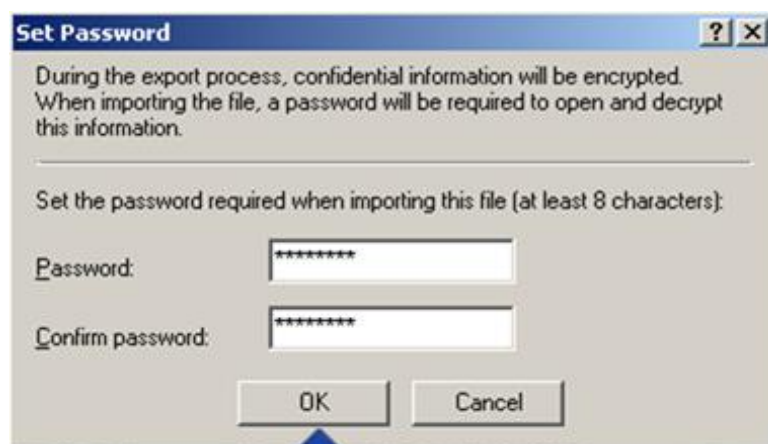 Set Password
During the export process, confidential information will be encrypted.
When importing the file, a password will be required to open and decrypt
this information.
Set the password required when importing this file (at least 8 characters):
Password: ********
Confirm password: ********
OK Cancel